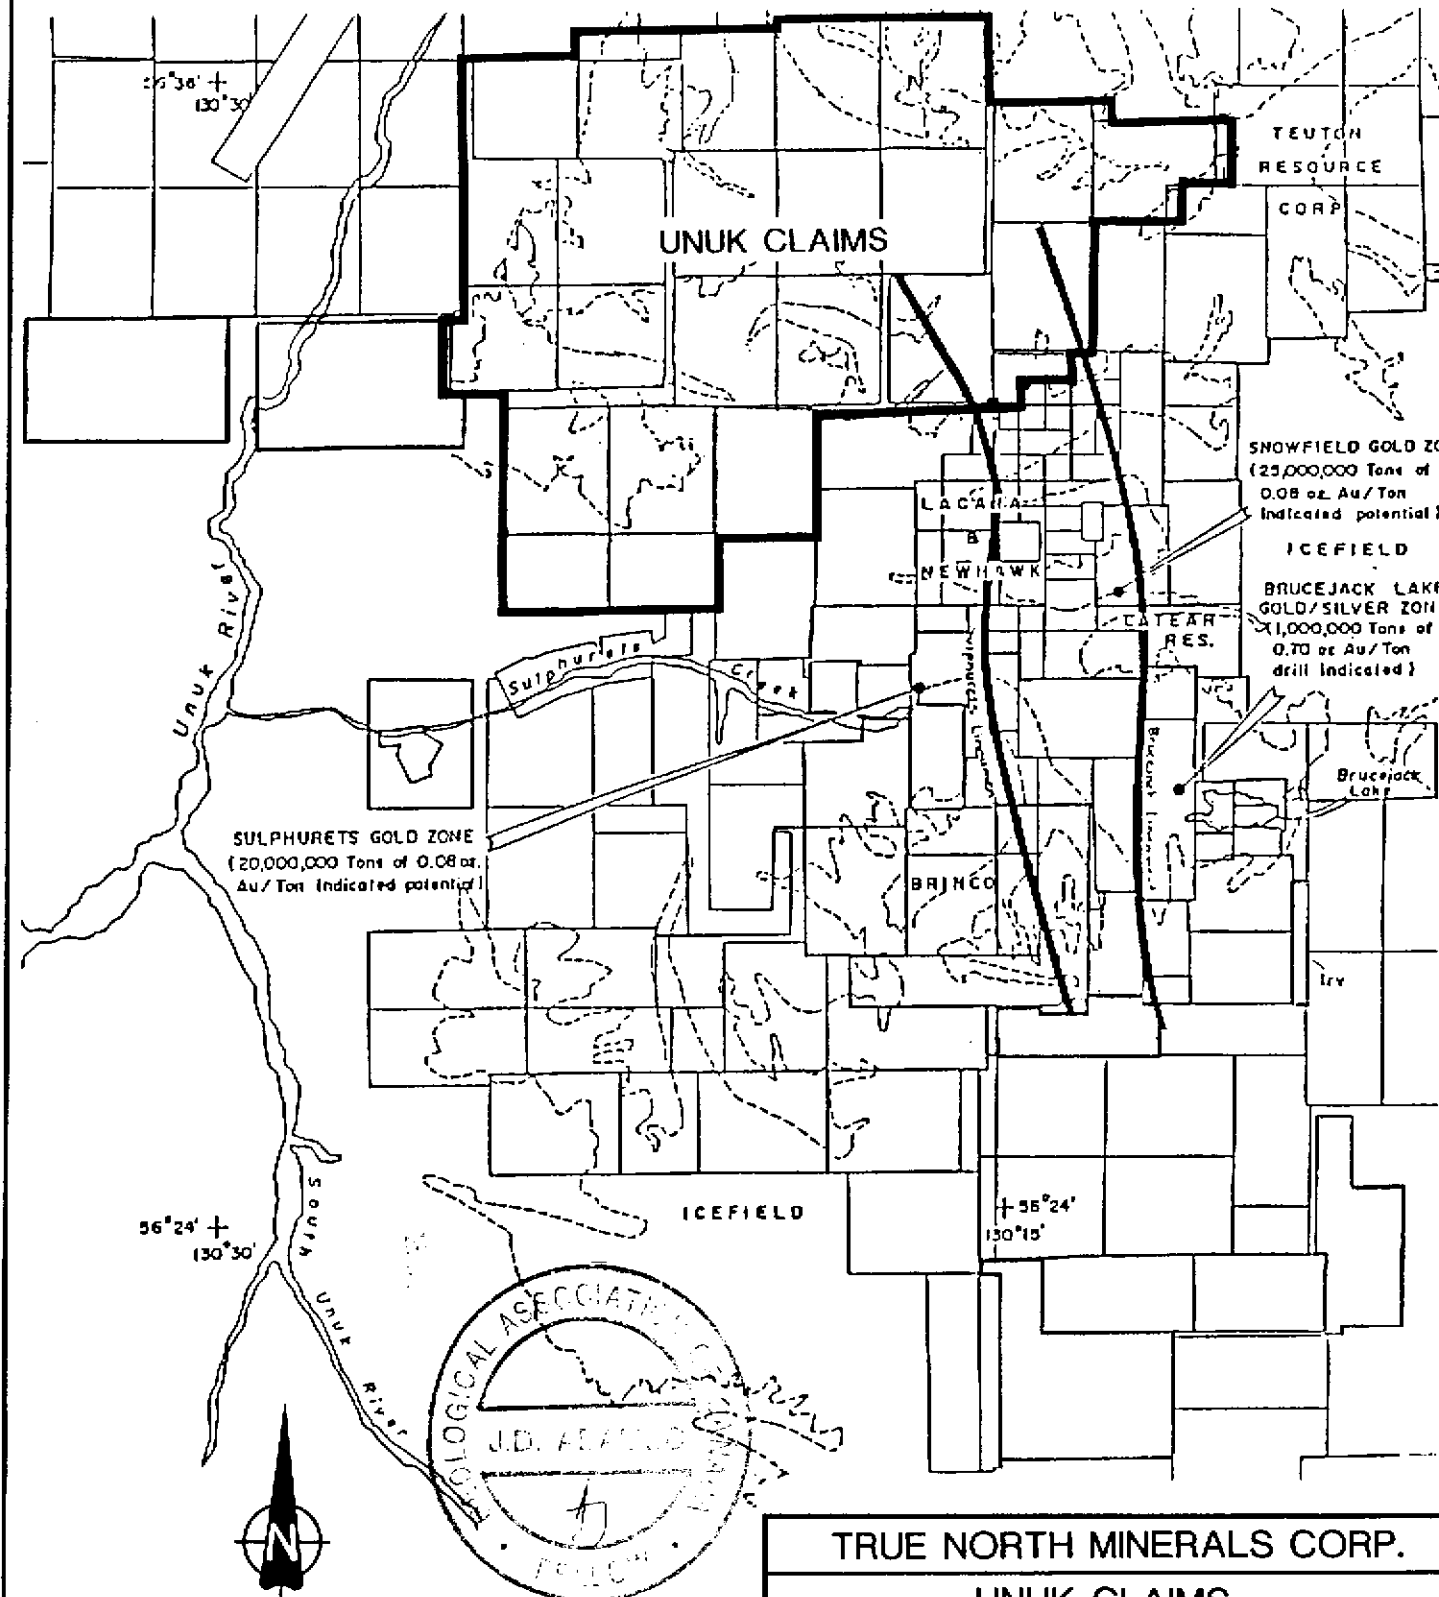 130°30'
TEUTON
RESOURCE
CORP
UNUK CLAIMS
SNOWFIELD GOLD ZO
(25,000,000 Tons of
0.08 oz. Au/Ton
Indicated potential)
LACANA
&
NEWHAWK
ICEFIELD
BRUCEJACK LAKE
GOLD/SILVER ZON
(1,000,000 Tons of
0.70 oz Au/Ton
drill indicated)
CATEAR
RES.
Unuk River
Sulphurets Creek
Brucejack
Lake
SULPHURETS GOLD ZONE
(20,000,000 Tons of 0.08 oz.
Au/Ton Indicated potential)
BRINCO
Irv
ICEFIELD
56°24'
130°30'
56°24'
130°15'
South Unuk River
J.D.
N
TRUE NORTH MINERALS CORP.
UNUK CLAIMS